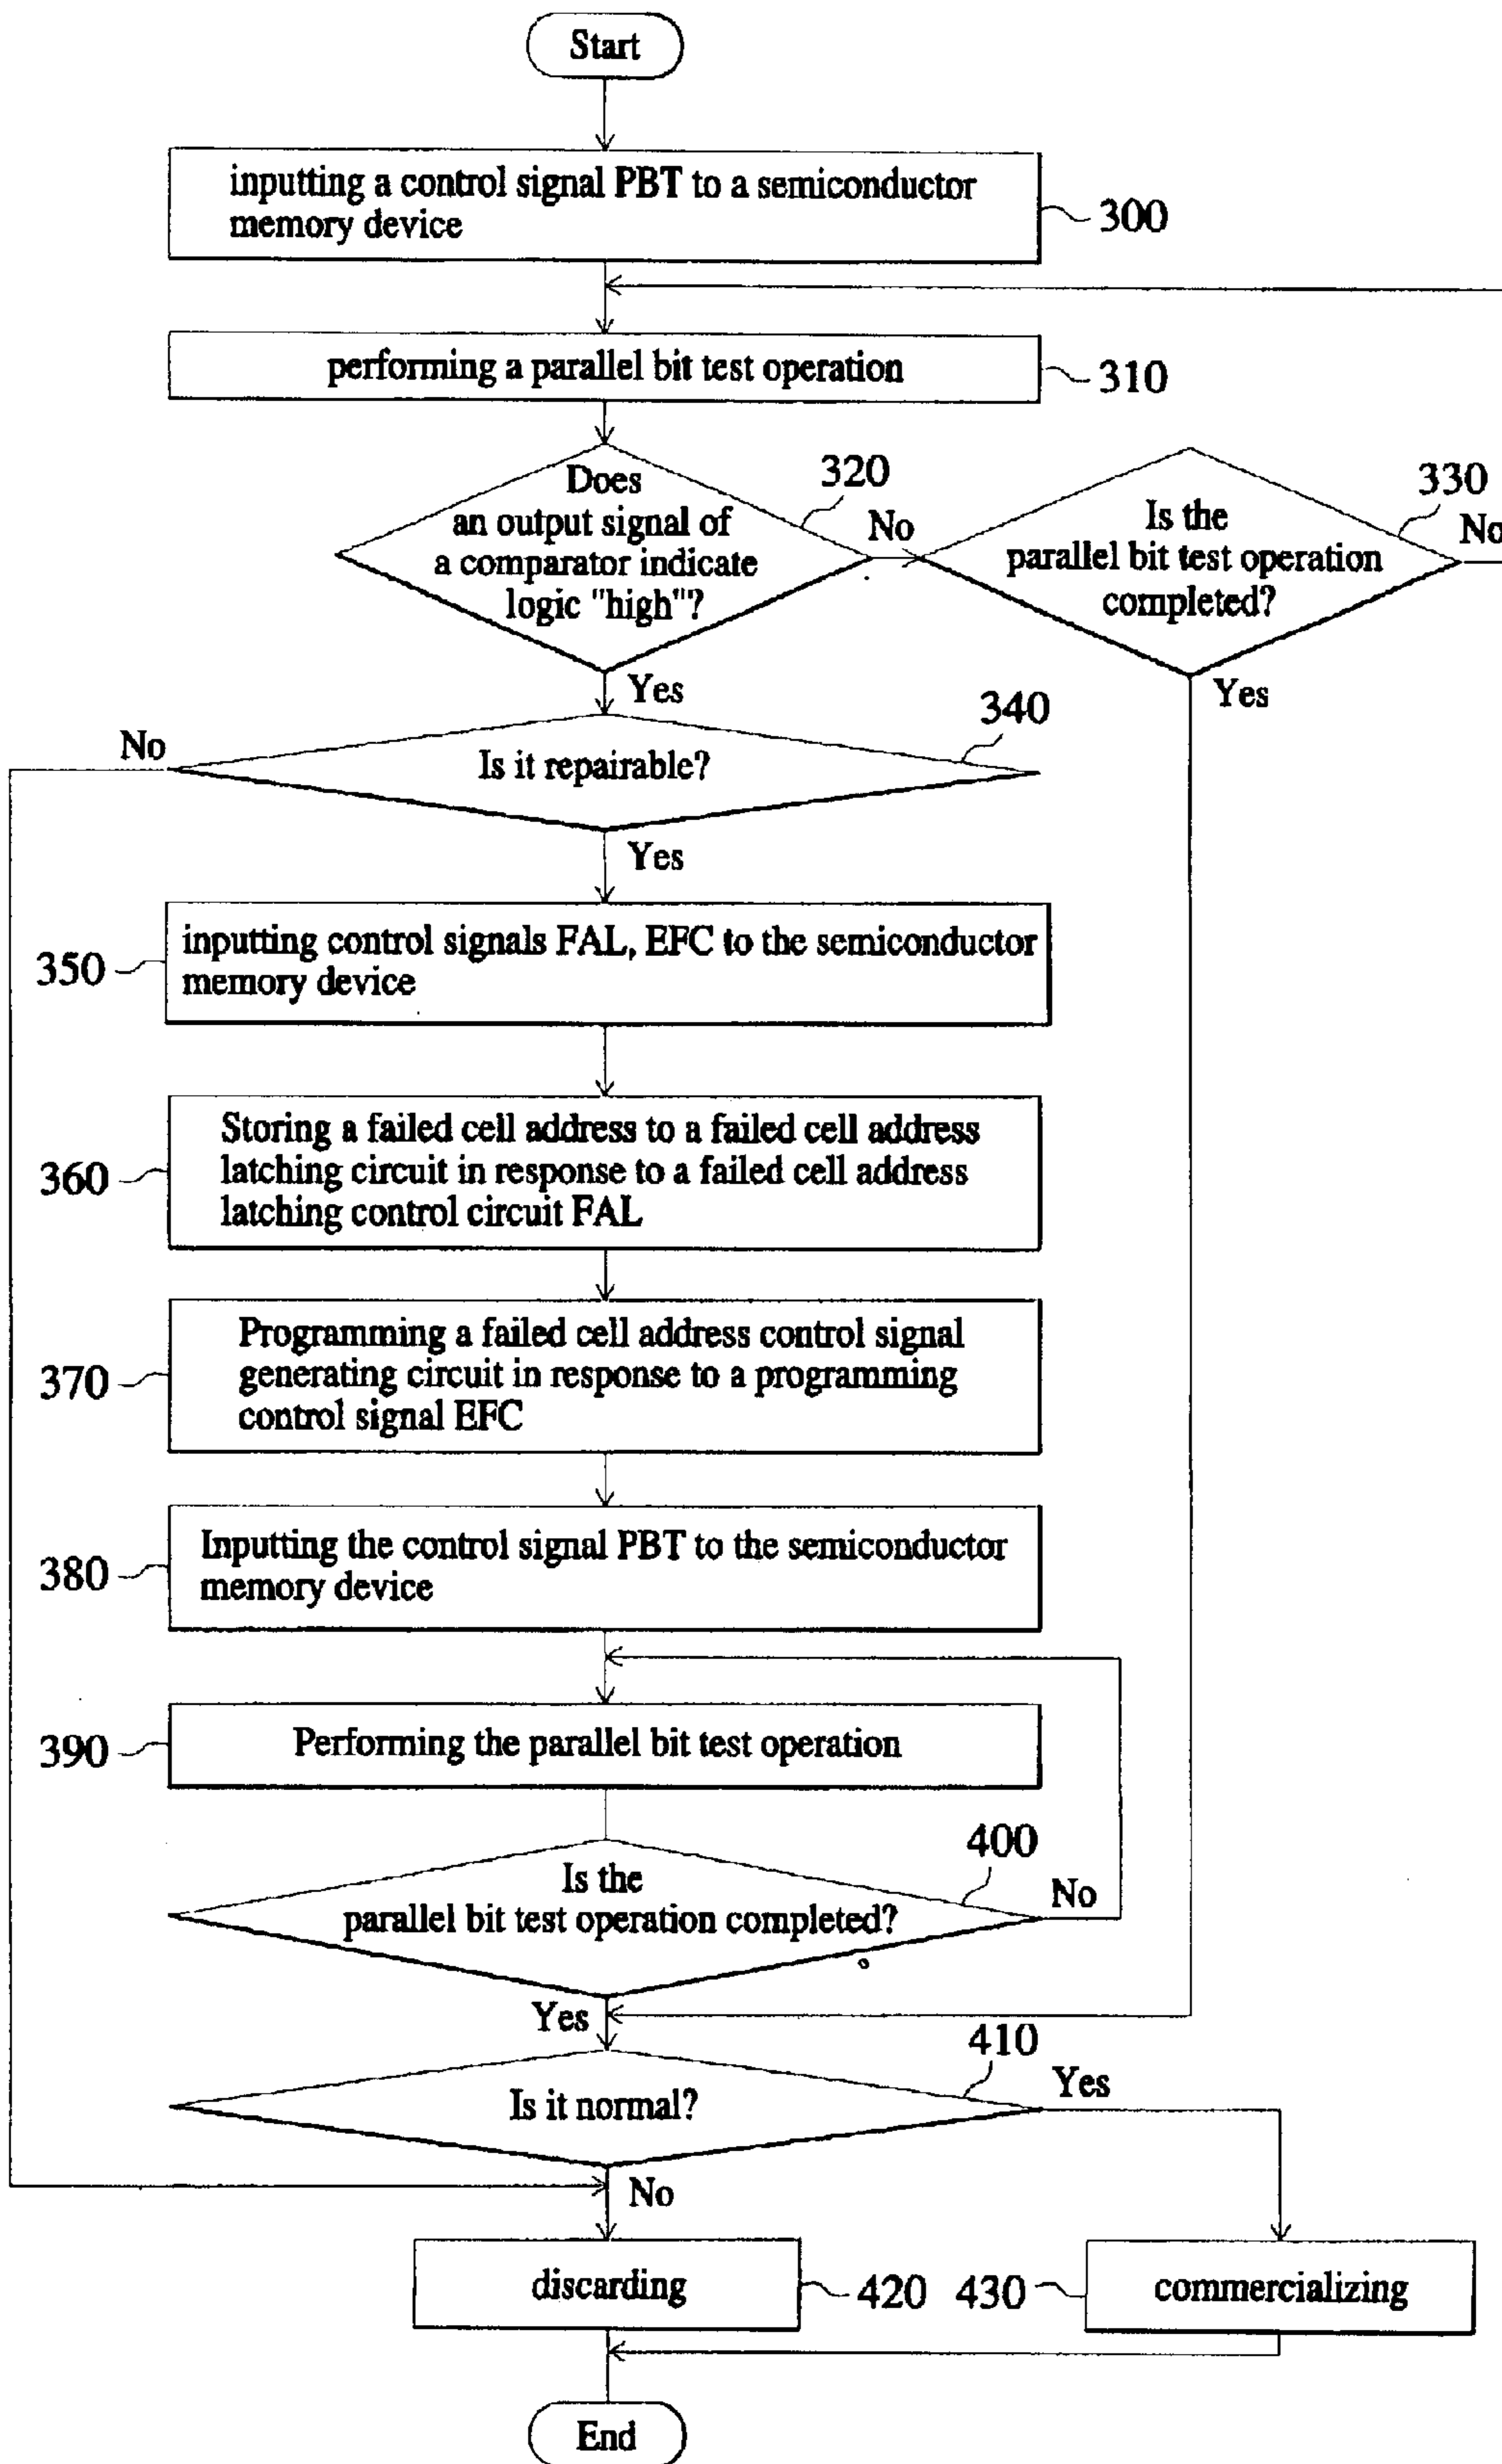 Start
inputting a control signal PBT to a semiconductor
memory device
300
performing a parallel bit test operation
310
Does
an output signal of
a comparator indicate
logic "high"?
320
No
Is the
parallel bit test operation
completed?
330
No
Yes
Yes
340
No
Is it repairable?
Yes
350
inputting control signals FAL, EFC to the semiconductor
memory device
360
Storing a failed cell address to a failed cell address
latching circuit in response to a failed cell address
latching control circuit FAL
370
Programming a failed cell address control signal
generating circuit in response to a programming
control signal EFC
380
Inputting the control signal PBT to the semiconductor
memory device
390
Performing the parallel bit test operation
400
Is the
parallel bit test operation completed?
No
Yes
410
Is it normal?
Yes
No
discarding
420
430
commercializing
End